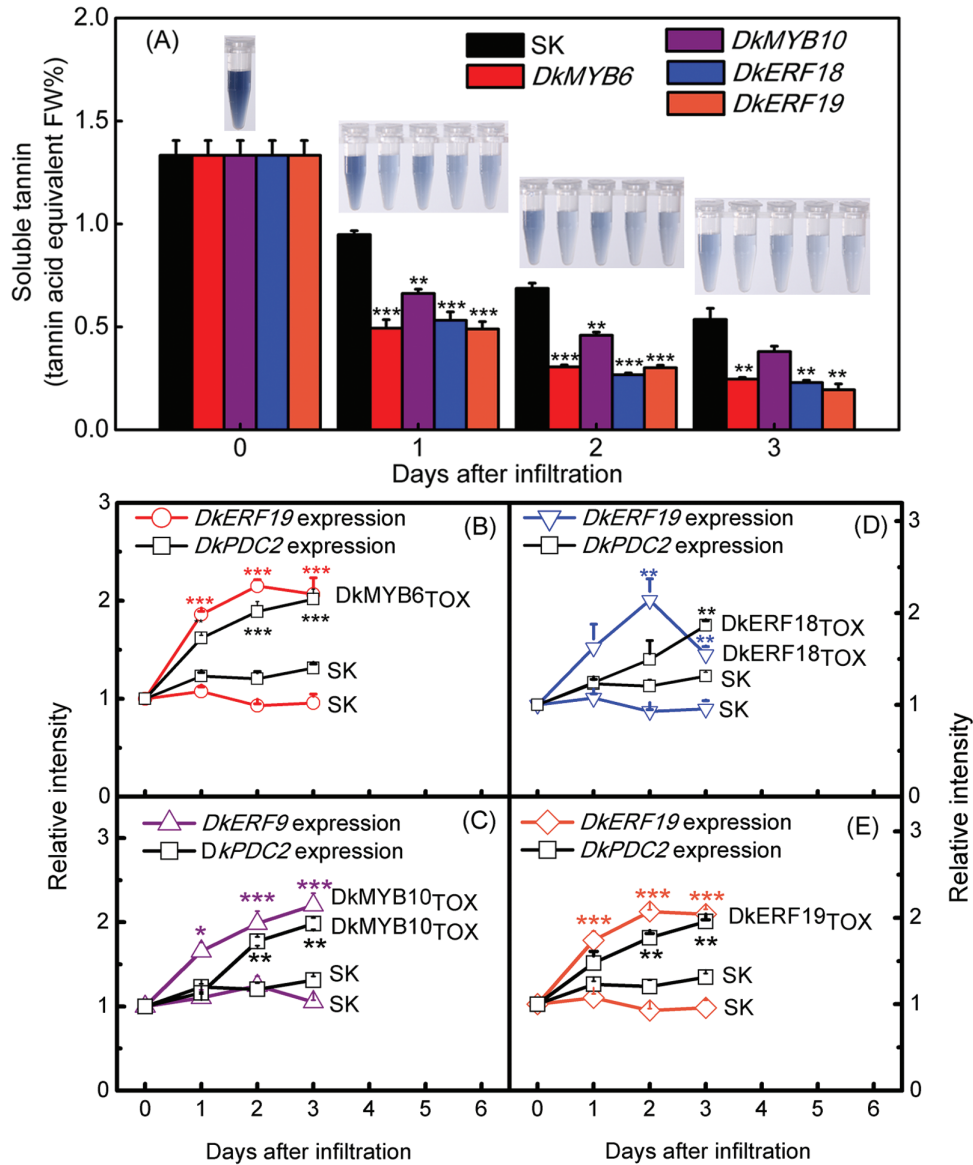 (A)
SK
DkMYB6
DkMYB10
DkERF18
DkERF19
Soluble tannin
(tannin acid equivalent FW%)
2.0
1.5
1.0
0.5
0.0
** *** *** ***
** *** *** ***
** ** **
0 1 2 3
Days after infiltration
(B)
DkERF19 expression
DkPDC2 expression
*** *** ***
*** ***
DkMYB6TOX
SK
SK
3
2
1
0
(D)
DkERF19 expression
DkPDC2 expression
**
**
**
DkERF18TOX
DkERF18TOX
SK
SK
3
2
1
0
Relative intensity
Relative intensity
(C)
DkERF9 expression
DkPDC2 expression
* *** ***
** **
DkMYB10TOX
DkMYB10TOX
SK
SK
3
2
1
0
0 1 2 3 4 5 6
Days after infiltration
(E)
DkERF19 expression
DkPDC2 expression
*** *** ***
** **
DkERF19TOX
SK
SK
3
2
1
0
0 1 2 3 4 5 6
Days after infiltration